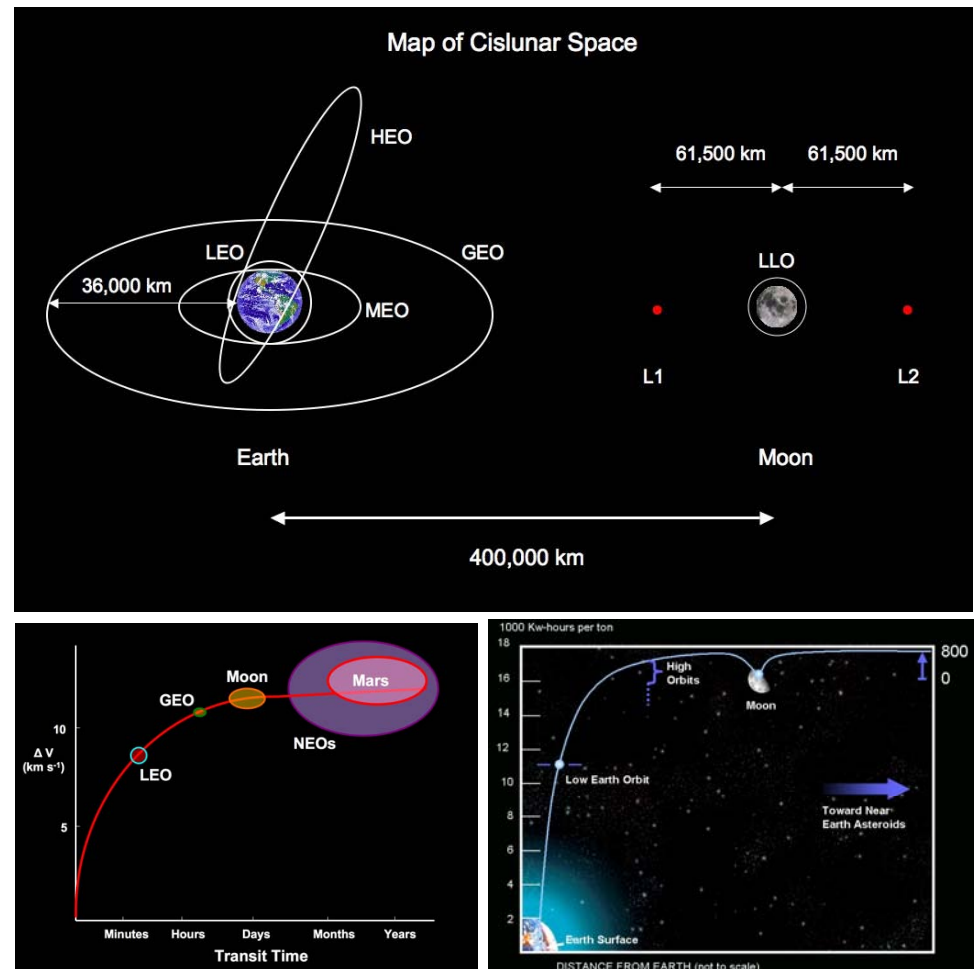 Map of Cislunar Space
HEO
61,500 km
61,500 km
LEO
GEO
LLO
36,000 km
MEO
L1
L2
Earth
Moon
400,000 km
Moon
Mars
GEO
10
NEOs
Δ V
(km s⁻¹)
LEO
5
Minutes
Hours
Days
Months
Years
Transit Time
1000 Kw-hours per ton
18
16
14
12
10
8
6
4
2
High
Orbits
800
0
Moon
Low Earth Orbit
Toward Near
Earth Asteroids
Earth Surface
DISTANCE FROM EARTH (not to scale)